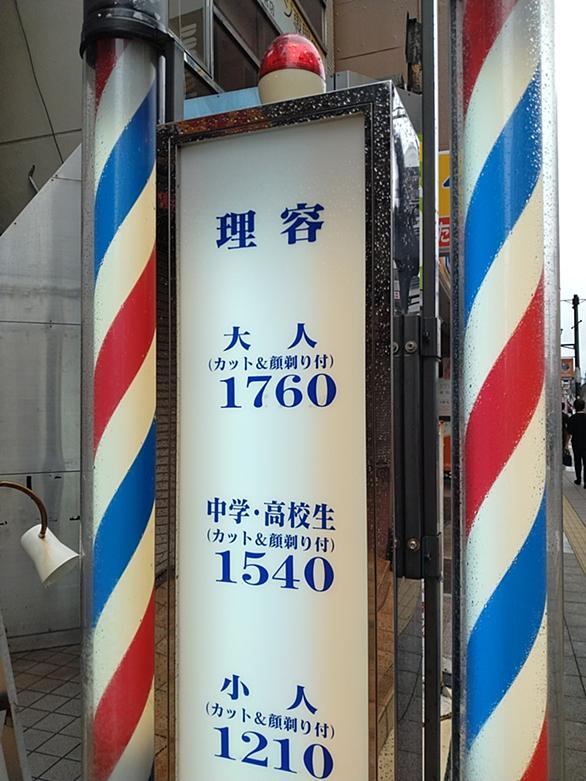 理容
大人
(カット&顔剃り付)
1760
中学・高校生
(カット&顔剃り付)
1540
小人
(カット&顔剃り付)
1210